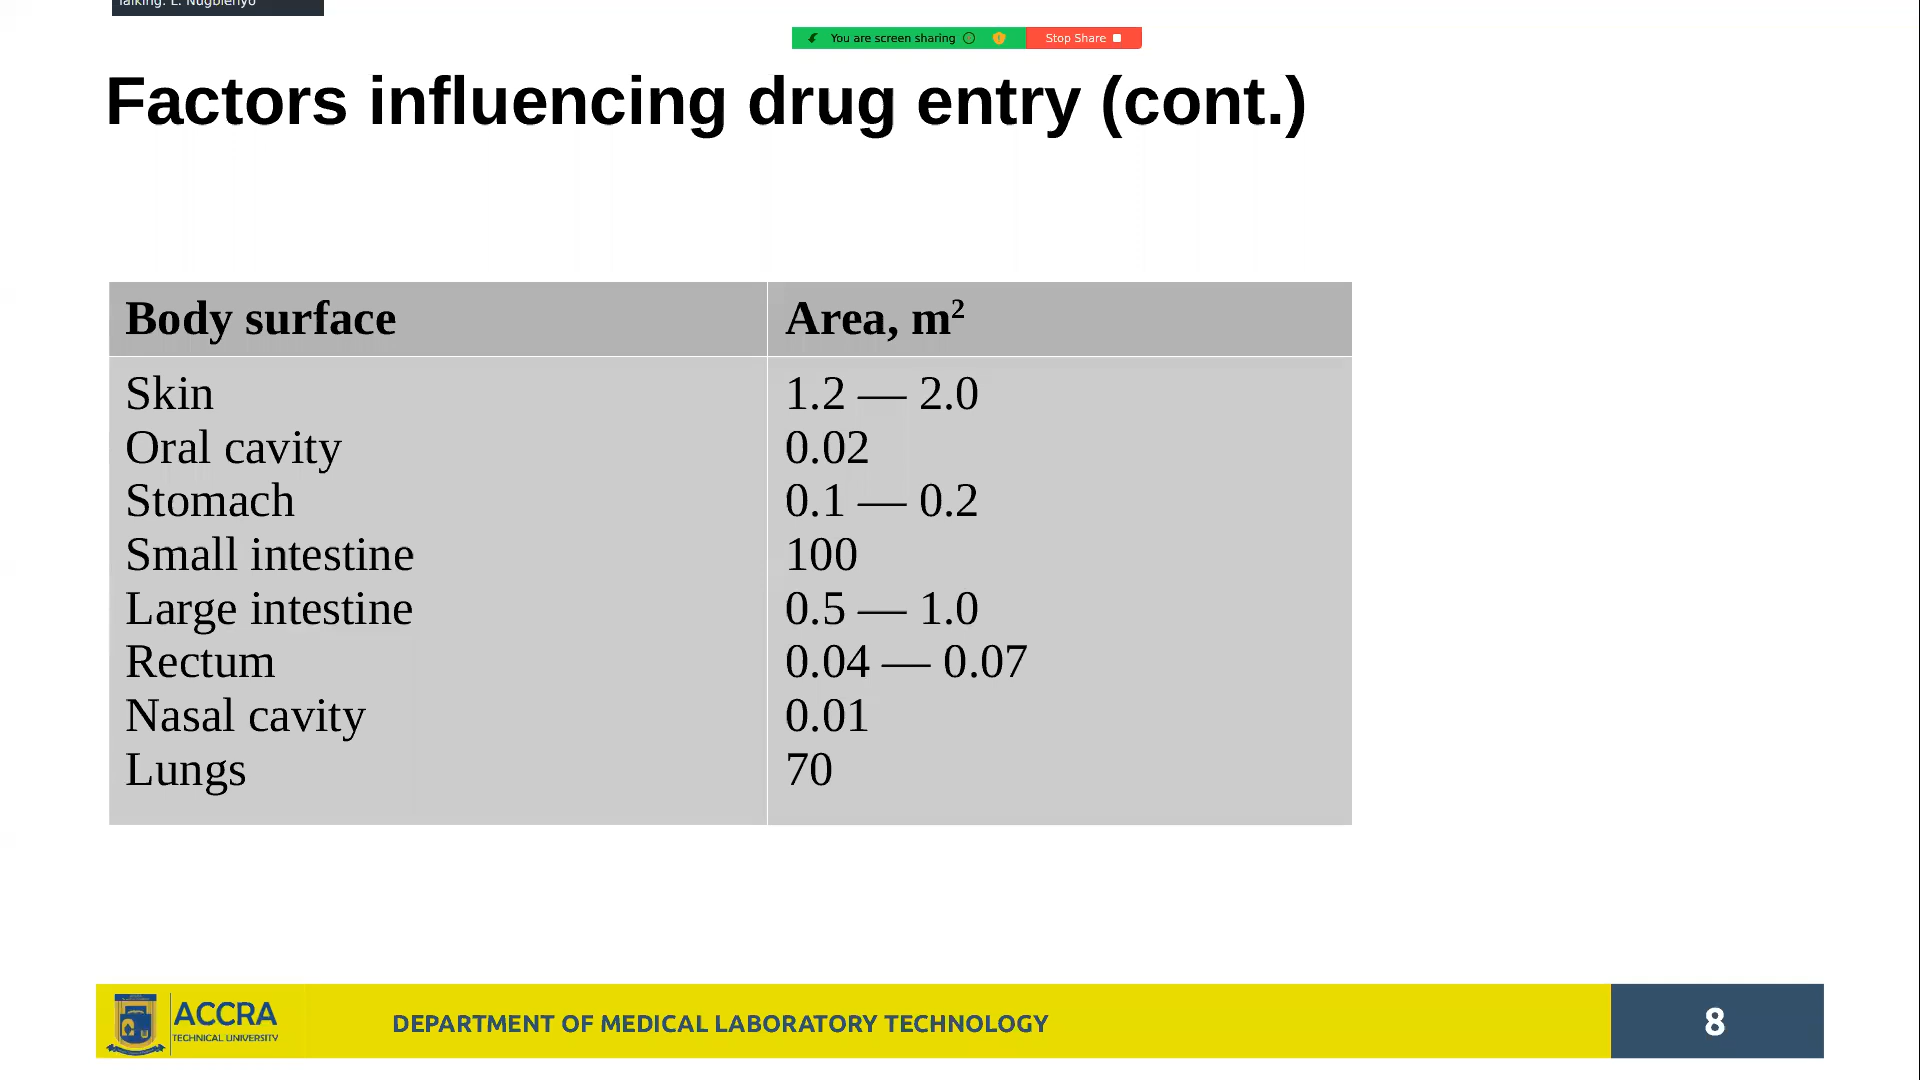 Talking: E. Nugbienyo
You are screen sharing
Stop Share
Factors influencing drug entry (cont.)
Body surface Area, m²
Skin 1.2 — 2.0
Oral cavity 0.02
Stomach 0.1 — 0.2
Small intestine 100
Large intestine 0.5 — 1.0
Rectum 0.04 — 0.07
Nasal cavity 0.01
Lungs 70
ACCRA
TECHNICAL UNIVERSITY
DEPARTMENT OF MEDICAL LABORATORY TECHNOLOGY
8